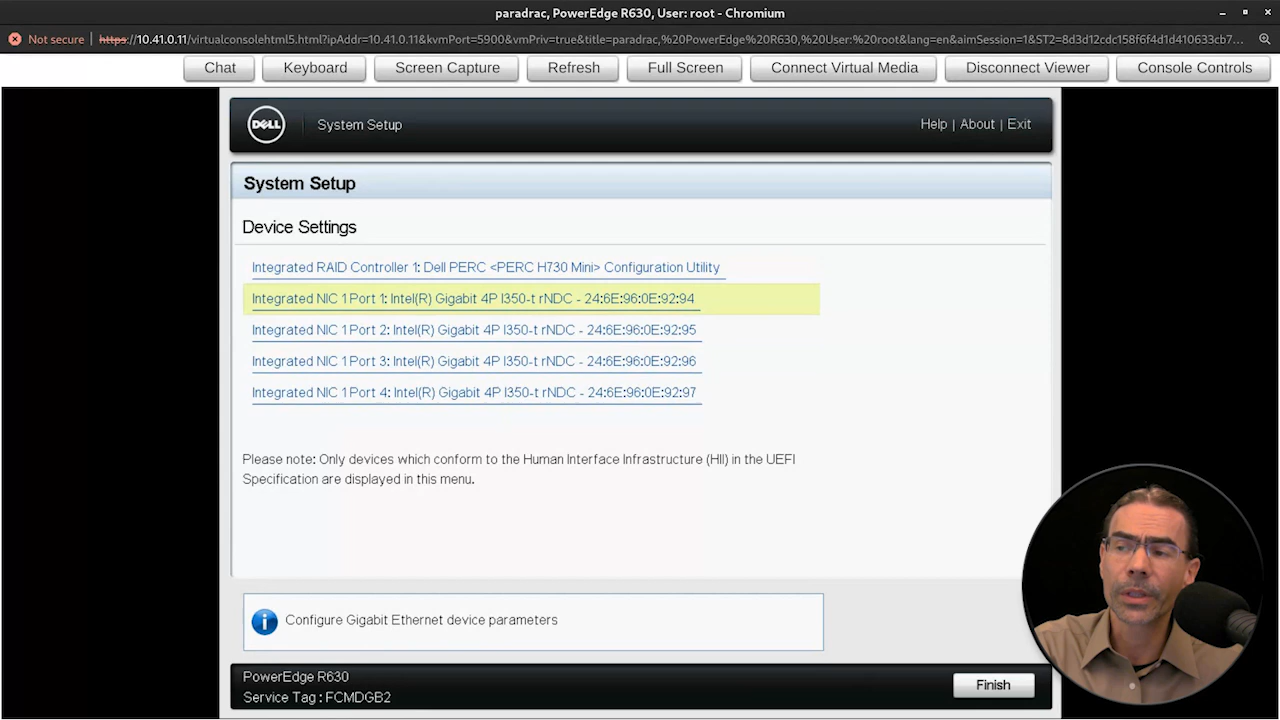 paradrac, PowerEdge R630, User: root - Chromium
Not secure | https://10.41.0.11/virtualconsolehtml5.html?ipAddr=10.41.0.11&kvmPort=5900&vmPriv=true&title=paradrac,%20PowerEdge%20R630,%20User:%20root&lang=en&aimSession=1&ST2=8d3d12cdc158f6f4d1d410633cb7...
Chat Keyboard Screen Capture Refresh Full Screen Connect Virtual Media Disconnect Viewer Console Controls
DELL System Setup Help | About | Exit
System Setup
Device Settings
Integrated RAID Controller 1: Dell PERC <PERC H730 Mini> Configuration Utility
Integrated NIC 1 Port 1: Intel(R) Gigabit 4P I350-t rNDC - 24:6E:96:0E:92:94
Integrated NIC 1 Port 2: Intel(R) Gigabit 4P I350-t rNDC - 24:6E:96:0E:92:95
Integrated NIC 1 Port 3: Intel(R) Gigabit 4P I350-t rNDC - 24:6E:96:0E:92:96
Integrated NIC 1 Port 4: Intel(R) Gigabit 4P I350-t rNDC - 24:6E:96:0E:92:97
Please note: Only devices which conform to the Human Interface Infrastructure (HII) in the UEFI
Specification are displayed in this menu.
Configure Gigabit Ethernet device parameters
PowerEdge R630
Service Tag : FCMDGB2
Finish